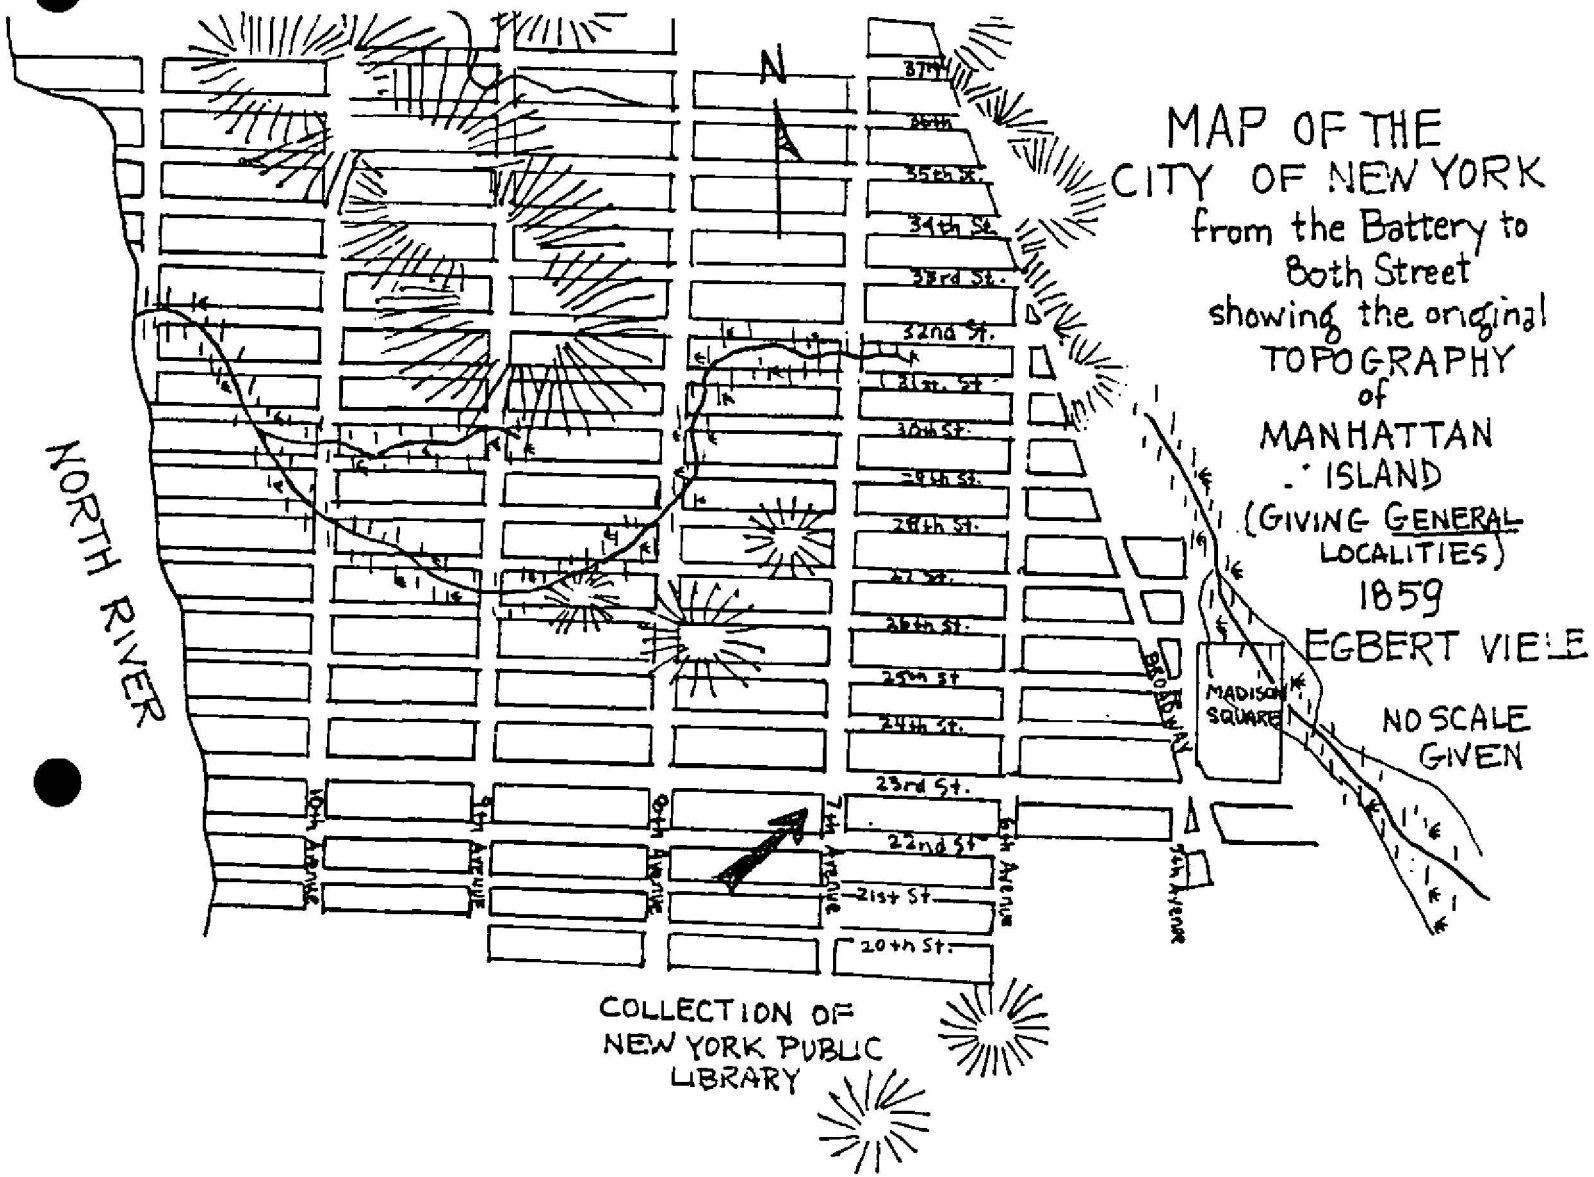 N
MAP OF THE
CITY OF NEW YORK
from the Battery to
80th Street
showing the original
TOPOGRAPHY
of
MANHATTAN
ISLAND
(GIVING GENERAL
LOCALITIES)
1859
EGBERT VIELE
NO SCALE
GIVEN
NORTH RIVER
37th
36th
35th St.
34th St.
33rd St.
32nd St.
31st. St
30th St.
29th St.
28th St.
27 St.
26th St.
25th St
24th St.
23rd St.
22nd St
21st St.
20th St.
BROADWAY
MADISON
SQUARE
10th AVENUE
9th AVENUE
8th AVENUE
7th AVENUE
6th AVENUE
5th AVENUE
COLLECTION OF
NEW YORK PUBLIC
LIBRARY